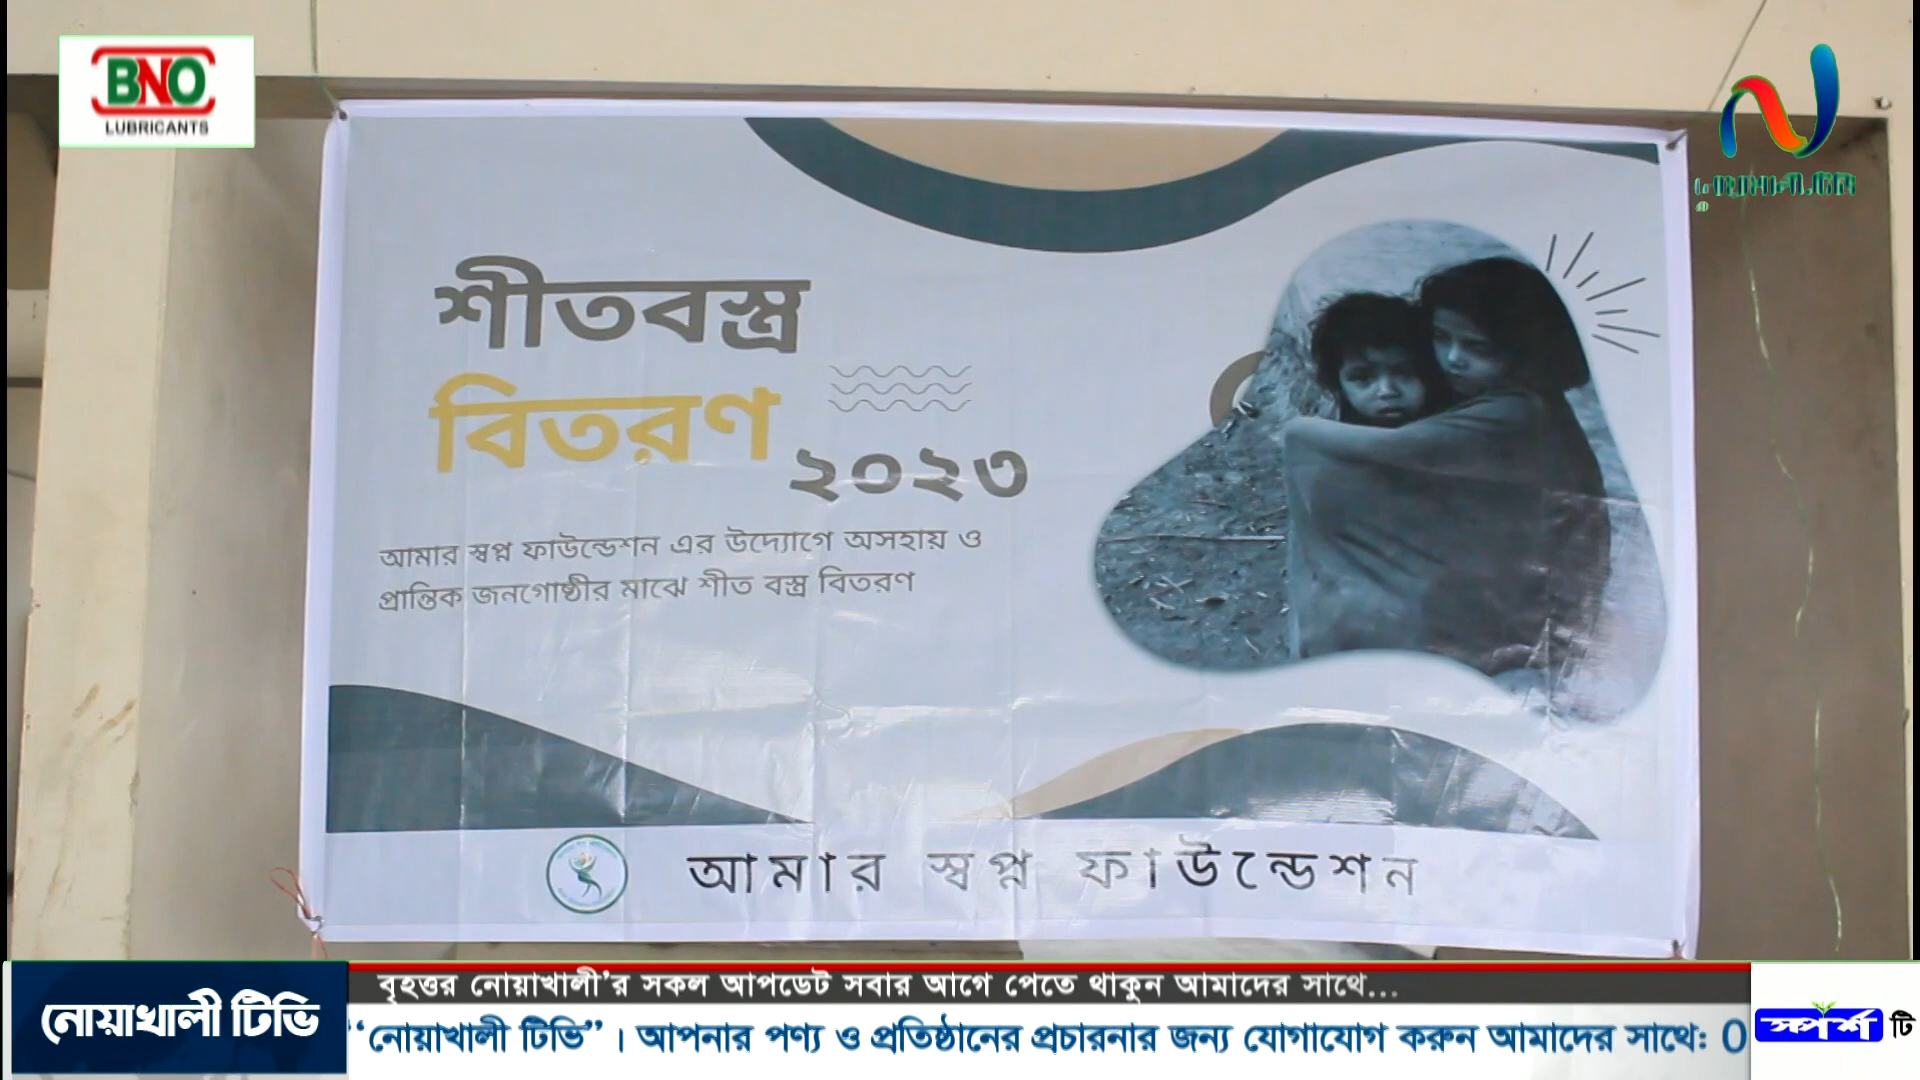 BNO
LUBRICANTS
শীতবস্ত্র
বিতরণ
২০২৩
আমার স্বপ্ন ফাউন্ডেশন এর উদ্যোগে অসহায় ও
প্রান্তিক জনগোষ্ঠীর মাঝে শীত বস্ত্র বিতরণ
আমার স্বপ্ন ফাউন্ডেশন
বৃহত্তর নোয়াখালী’র সকল আপডেট সবার আগে পেতে থাকুন আমাদের সাথে...
নোয়াখালী টিভি
‘‘নোয়াখালী টিভি’’ । আপনার পণ্য ও প্রতিষ্ঠানের প্রচারনার জন্য যোগাযোগ করুন আমাদের সাথে: 0
স্পর্শ টি